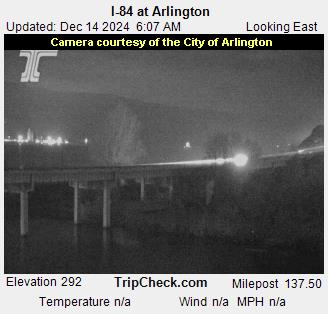 I-84 at Arlington
Updated: Dec 14 2024 6:07 AM Looking East
Camera courtesy of the City of Arlington
Elevation 292 TripCheck.com Milepost 137.50
Temperature n/a Wind n/a MPH n/a